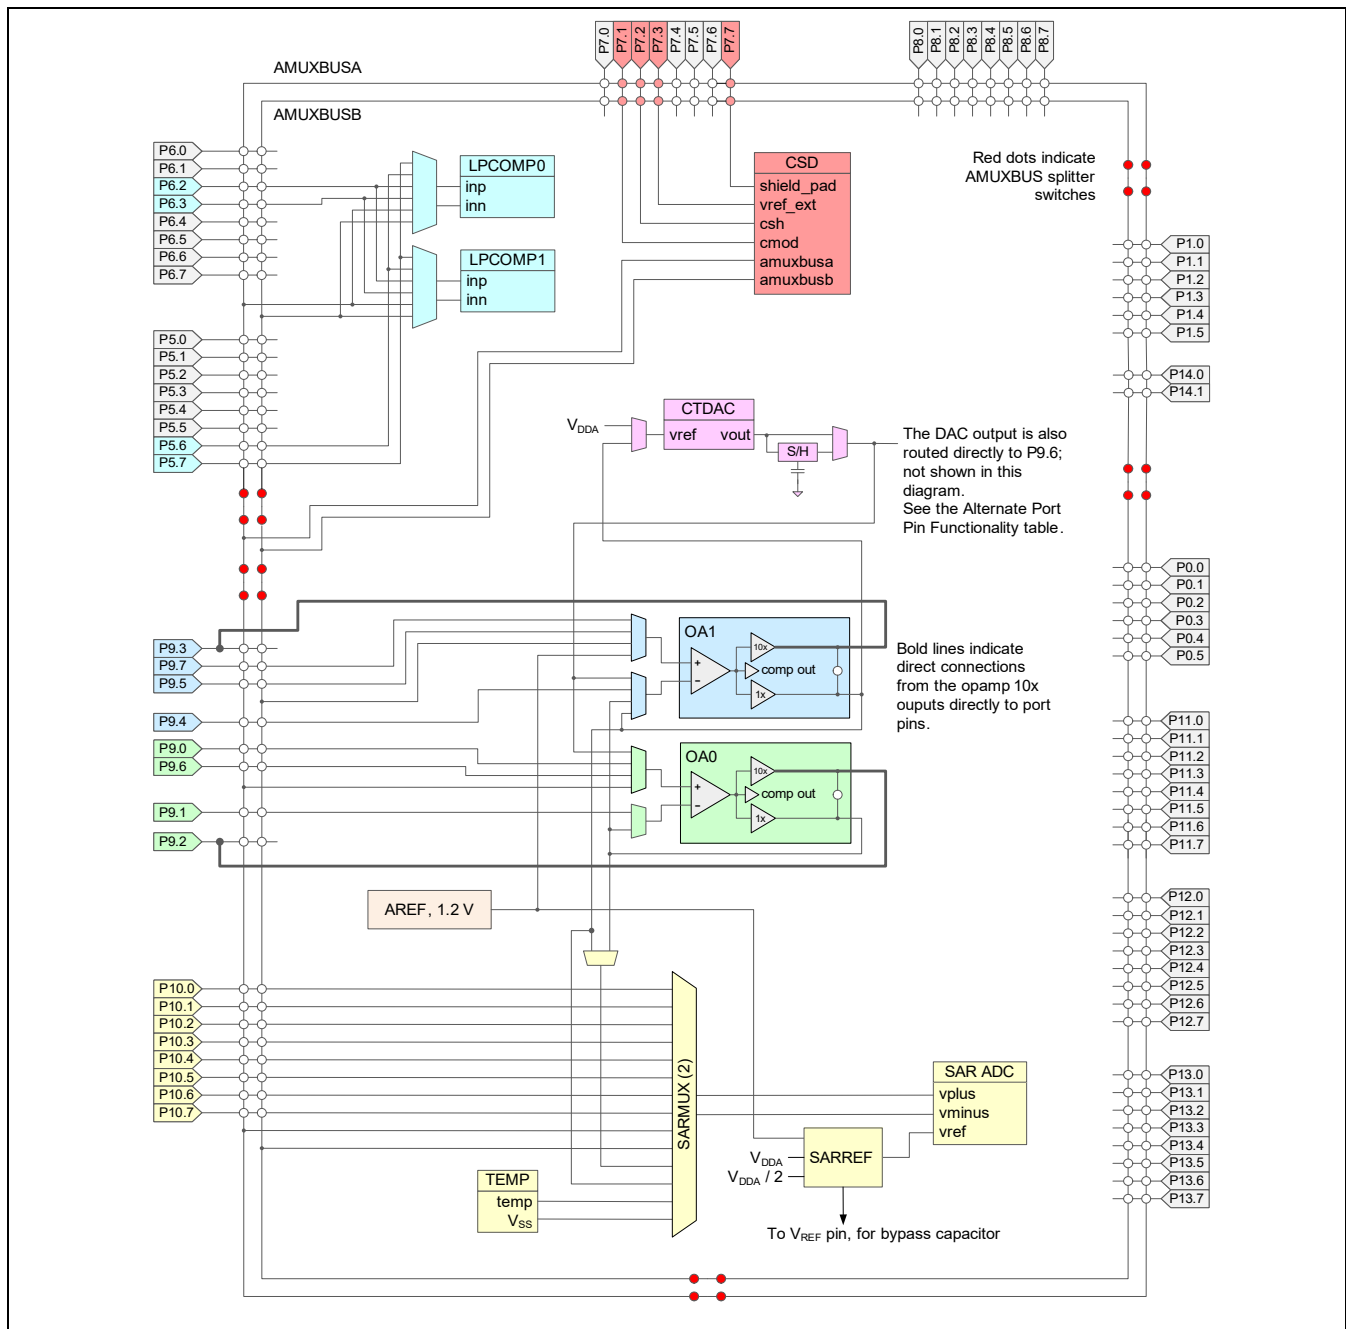 P7.0
P7.1
P7.2
P7.3
P7.4
P7.5
P7.6
P7.7
P8.0
P8.1
P8.2
P8.3
P8.4
P8.5
P8.6
P8.7
AMUXBUSA
AMUXBUSB
P6.0
P6.1
P6.2
P6.3
P6.4
P6.5
P6.6
P6.7
LPCOMP0
inp
inn
LPCOMP1
inp
inn
CSD
shield_pad
vref_ext
csh
cmod
amuxbusa
amuxbusb
Red dots indicate
AMUXBUS splitter
switches
P1.0
P1.1
P1.2
P1.3
P1.4
P1.5
P14.0
P14.1
P5.0
P5.1
P5.2
P5.3
P5.4
P5.5
P5.6
P5.7
VDDA
CTDAC
vref vout
S/H
The DAC output is also
routed directly to P9.6;
not shown in this
diagram.
See the Alternate Port
Pin Functionality table.
P0.0
P0.1
P0.2
P0.3
P0.4
P0.5
P9.3
P9.7
P9.5
P9.4
P9.0
P9.6
P9.1
P9.2
OA1
+
−
10x
comp out
1x
Bold lines indicate
direct connections
from the opamp 10x
ouputs directly to port
pins.
OA0
+
−
10x
comp out
1x
P11.0
P11.1
P11.2
P11.3
P11.4
P11.5
P11.6
P11.7
AREF, 1.2 V
P12.0
P12.1
P12.2
P12.3
P12.4
P12.5
P12.6
P12.7
P10.0
P10.1
P10.2
P10.3
P10.4
P10.5
P10.6
P10.7
SARMUX (2)
SAR ADC
vplus
vminus
vref
SARREF
VDDA
VDDA / 2
TEMP
temp
VSS
To VREF pin, for bypass capacitor
P13.0
P13.1
P13.2
P13.3
P13.4
P13.5
P13.6
P13.7